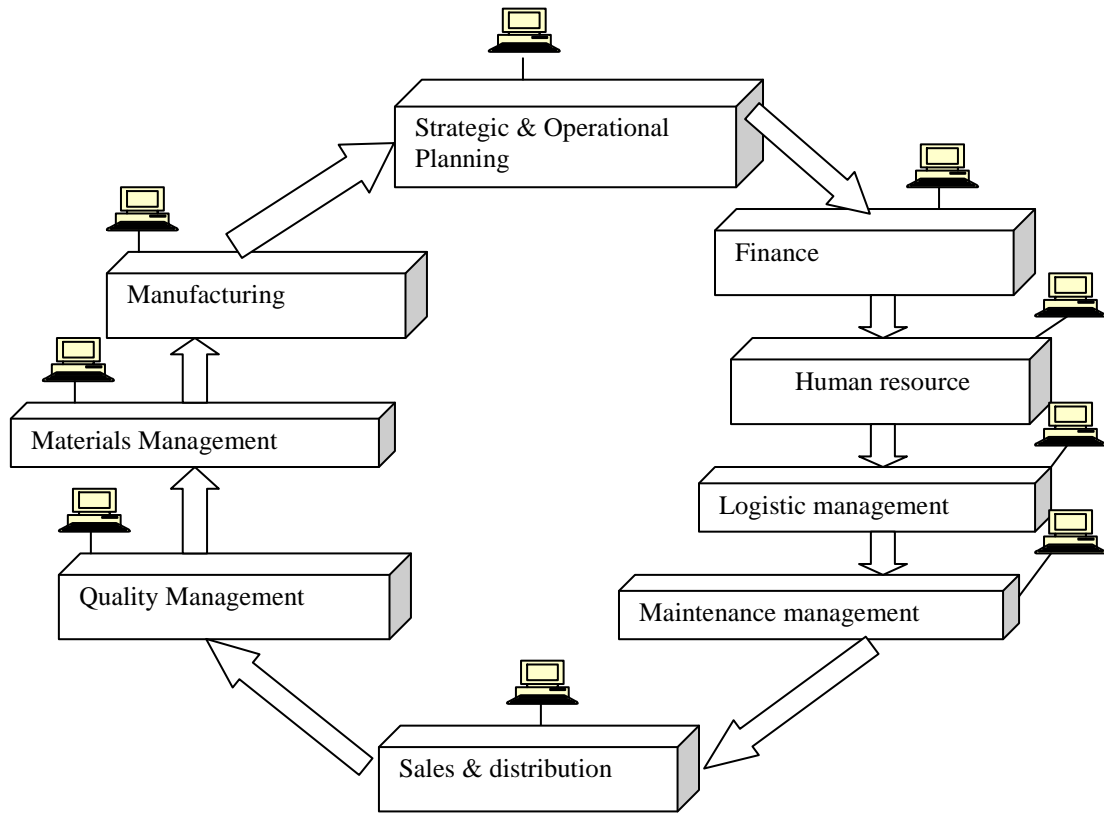 Strategic & Operational
Planning
Finance
Manufacturing
Human resource
Materials Management
Logistic management
Quality Management
Maintenance management
Sales & distribution